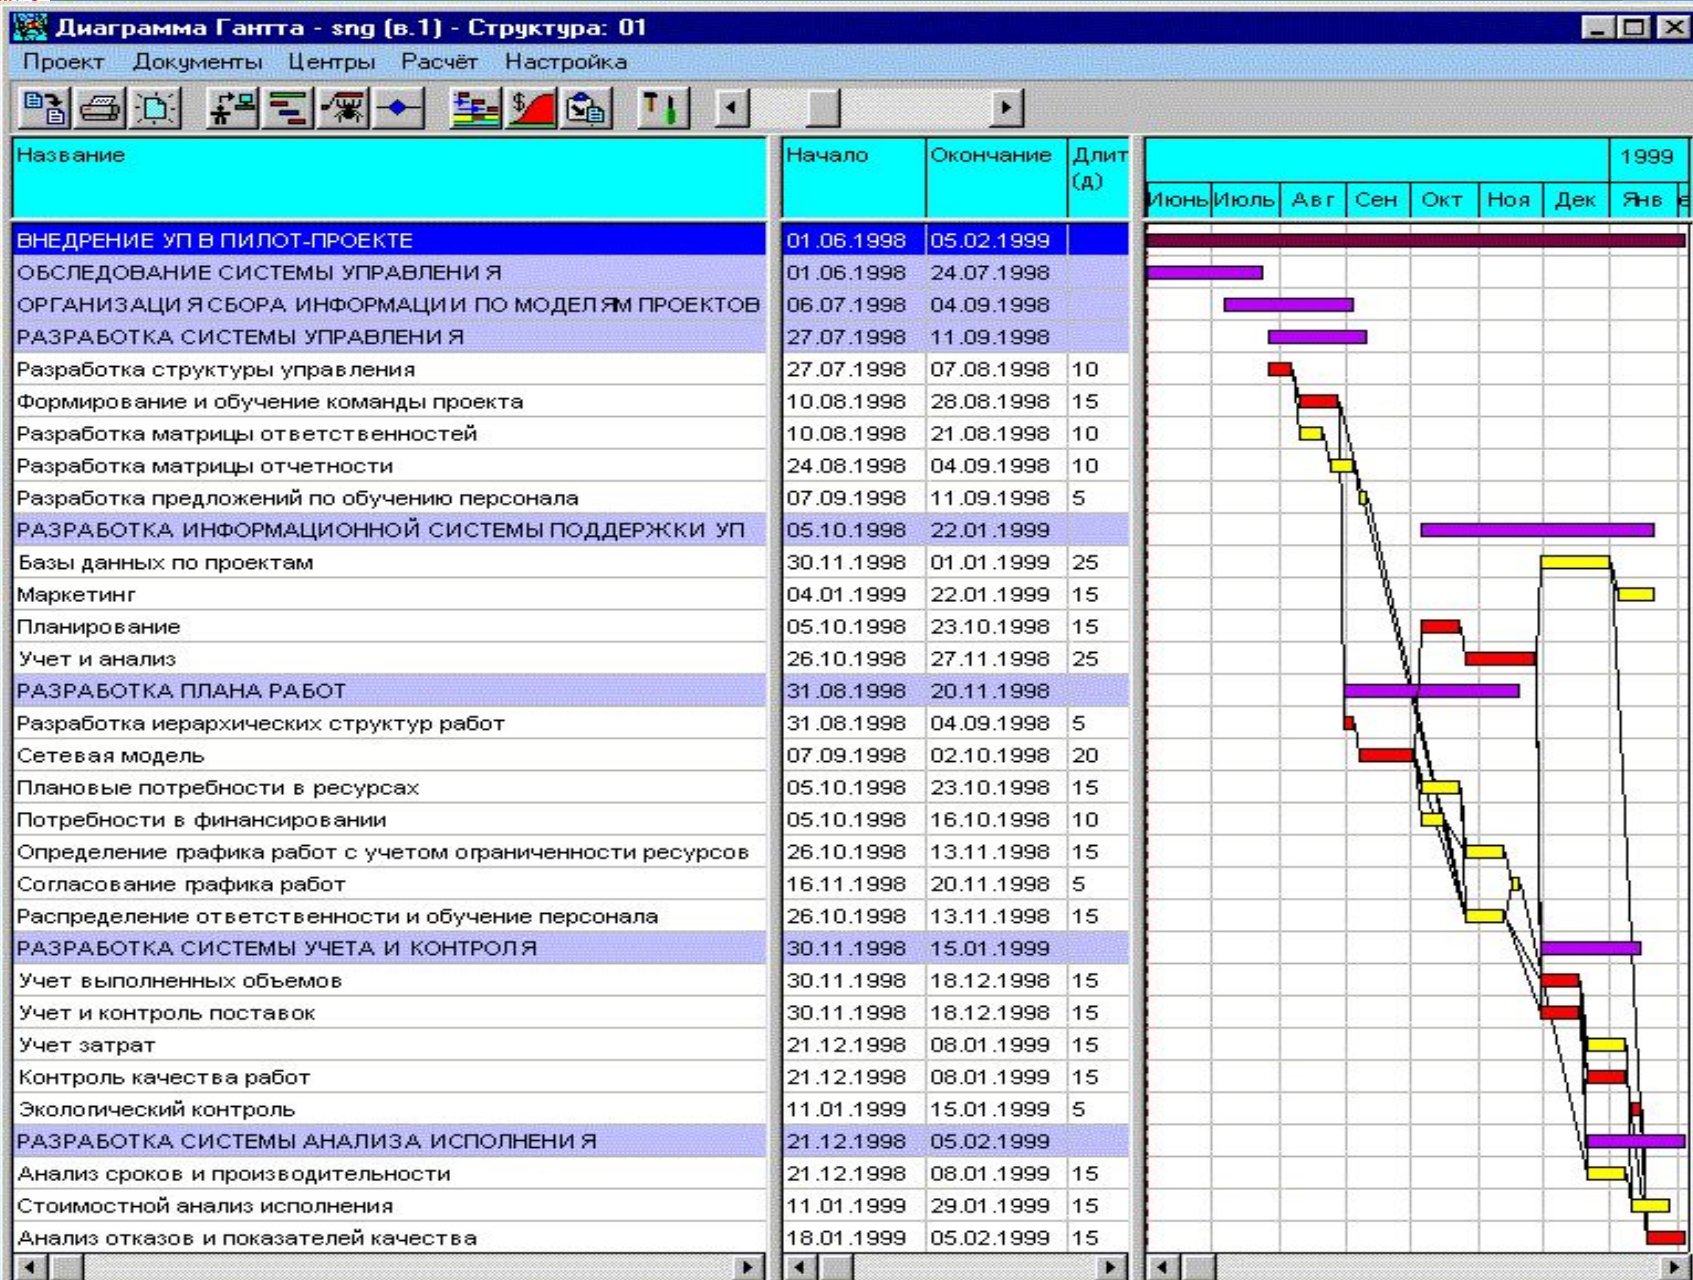 Диаграмма Гантта - sng (в.1) - Структура: 01
Проект Документы Центры Расчёт Настройка
Название Начало Окончание Длит (д) 1999
Июнь Июль Авг Сен Окт Ноя Дек Янв
ВНЕДРЕНИЕ УП В ПИЛОТ-ПРОЕКТЕ 01.06.1998 05.02.1999
ОБСЛЕДОВАНИЕ СИСТЕМЫ УПРАВЛЕНИЯ 01.06.1998 24.07.1998
ОРГАНИЗАЦИЯ СБОРА ИНФОРМАЦИИ ПО МОДЕЛЯМ ПРОЕКТОВ 06.07.1998 04.09.1998
РАЗРАБОТКА СИСТЕМЫ УПРАВЛЕНИЯ 27.07.1998 11.09.1998
Разработка структуры управления 27.07.1998 07.08.1998 10
Формирование и обучение команды проекта 10.08.1998 28.08.1998 15
Разработка матрицы ответственностей 10.08.1998 21.08.1998 10
Разработка матрицы отчетности 24.08.1998 04.09.1998 10
Разработка предложений по обучению персонала 07.09.1998 11.09.1998 5
РАЗРАБОТКА ИНФОРМАЦИОННОЙ СИСТЕМЫ ПОДДЕРЖКИ УП 05.10.1998 22.01.1999
Базы данных по проектам 30.11.1998 01.01.1999 25
Маркетинг 04.01.1999 22.01.1999 15
Планирование 05.10.1998 23.10.1998 15
Учет и анализ 26.10.1998 27.11.1998 25
РАЗРАБОТКА ПЛАНА РАБОТ 31.08.1998 20.11.1998
Разработка иерархических структур работ 31.08.1998 04.09.1998 5
Сетевая модель 07.09.1998 02.10.1998 20
Плановые потребности в ресурсах 05.10.1998 23.10.1998 15
Потребности в финансировании 05.10.1998 16.10.1998 10
Определение графика работ с учетом ограниченности ресурсов 26.10.1998 13.11.1998 15
Согласование графика работ 16.11.1998 20.11.1998 5
Распределение ответственности и обучение персонала 26.10.1998 13.11.1998 15
РАЗРАБОТКА СИСТЕМЫ УЧЕТА И КОНТРОЛЯ 30.11.1998 15.01.1999
Учет выполненных объемов 30.11.1998 18.12.1998 15
Учет и контроль поставок 30.11.1998 18.12.1998 15
Учет затрат 21.12.1998 08.01.1999 15
Контроль качества работ 21.12.1998 08.01.1999 15
Экологический контроль 11.01.1999 15.01.1999 5
РАЗРАБОТКА СИСТЕМЫ АНАЛИЗА ИСПОЛНЕНИЯ 21.12.1998 05.02.1999
Анализ сроков и производительности 21.12.1998 08.01.1999 15
Стоимостной анализ исполнения 11.01.1999 29.01.1999 15
Анализ отказов и показателей качества 18.01.1999 05.02.1999 15